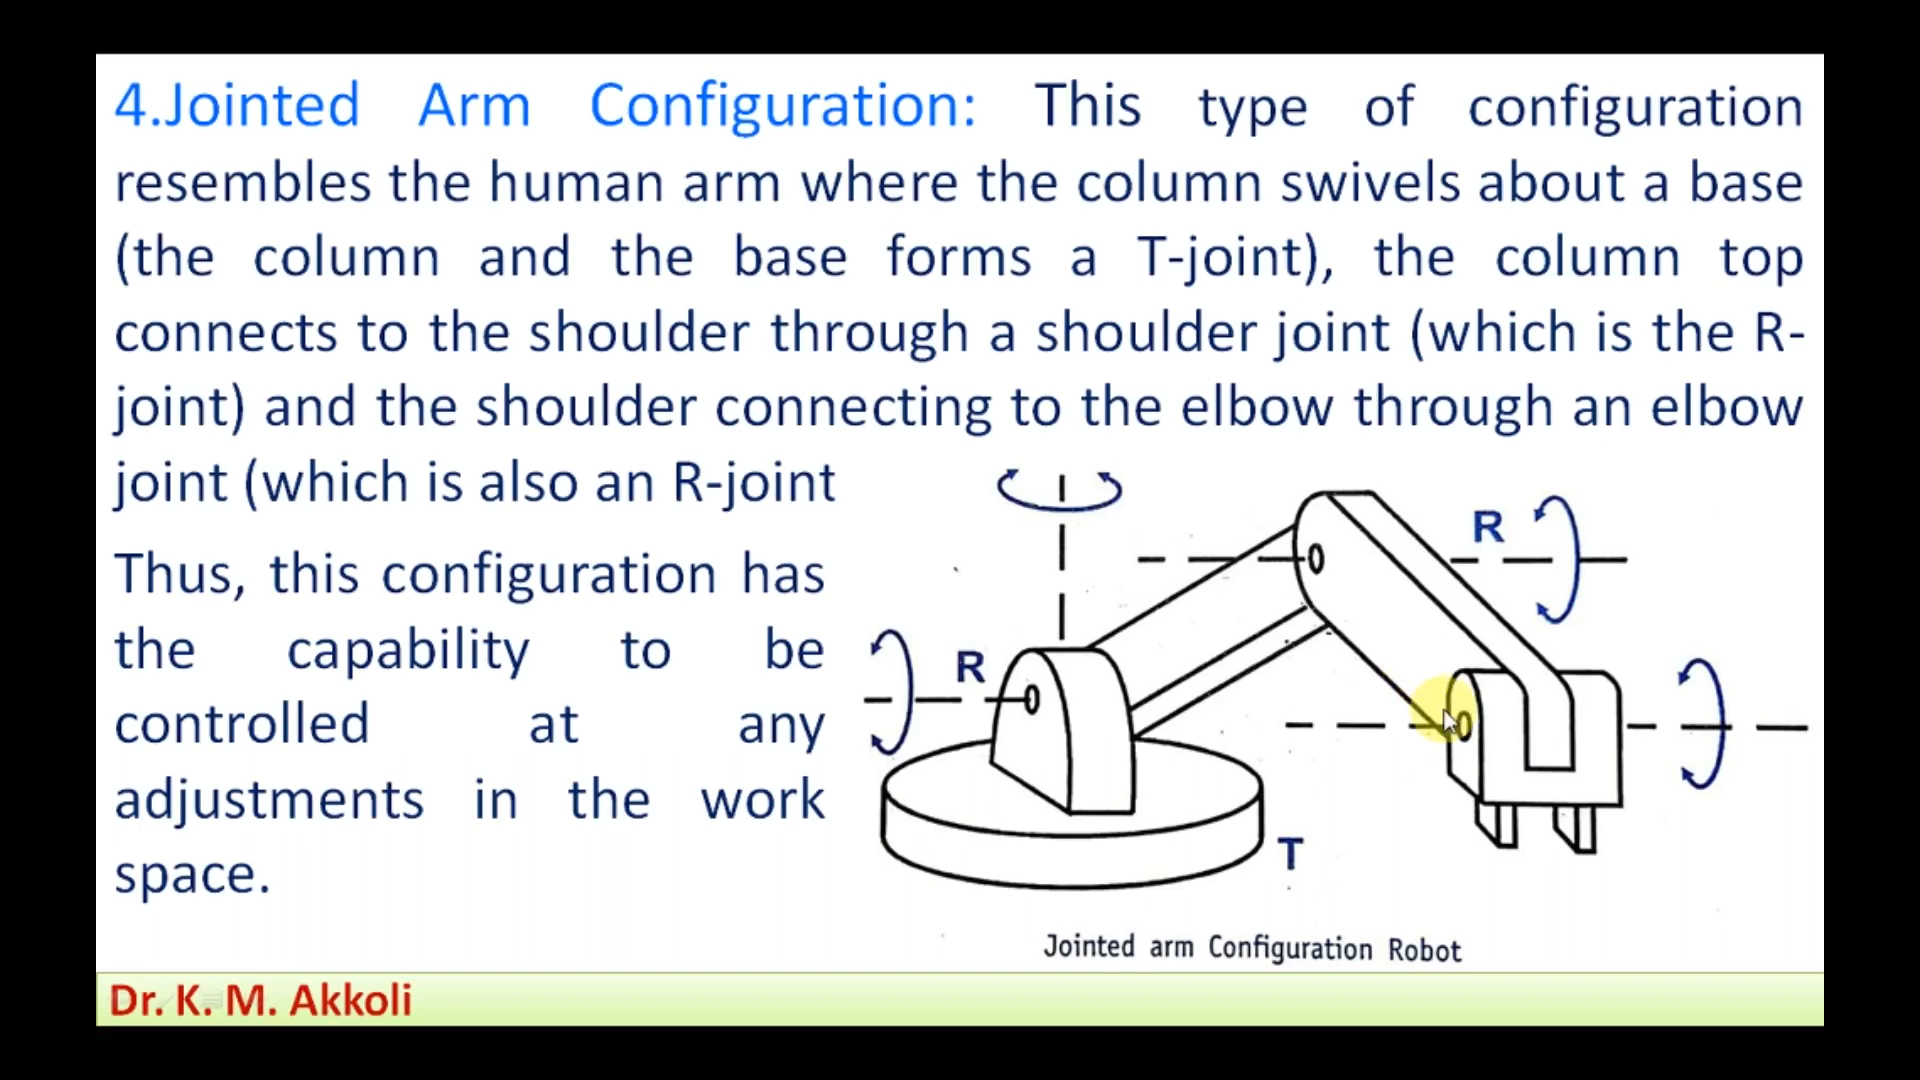 4.Jointed Arm Configuration: This type of configuration
resembles the human arm where the column swivels about a base
(the column and the base forms a T-joint), the column top
connects to the shoulder through a shoulder joint (which is the R-
joint) and the shoulder connecting to the elbow through an elbow
joint (which is also an R-joint
Thus, this configuration has
the capability to be
controlled at any
adjustments in the work
space.
R
R
T
Jointed arm Configuration Robot
Dr. K. M. Akkoli